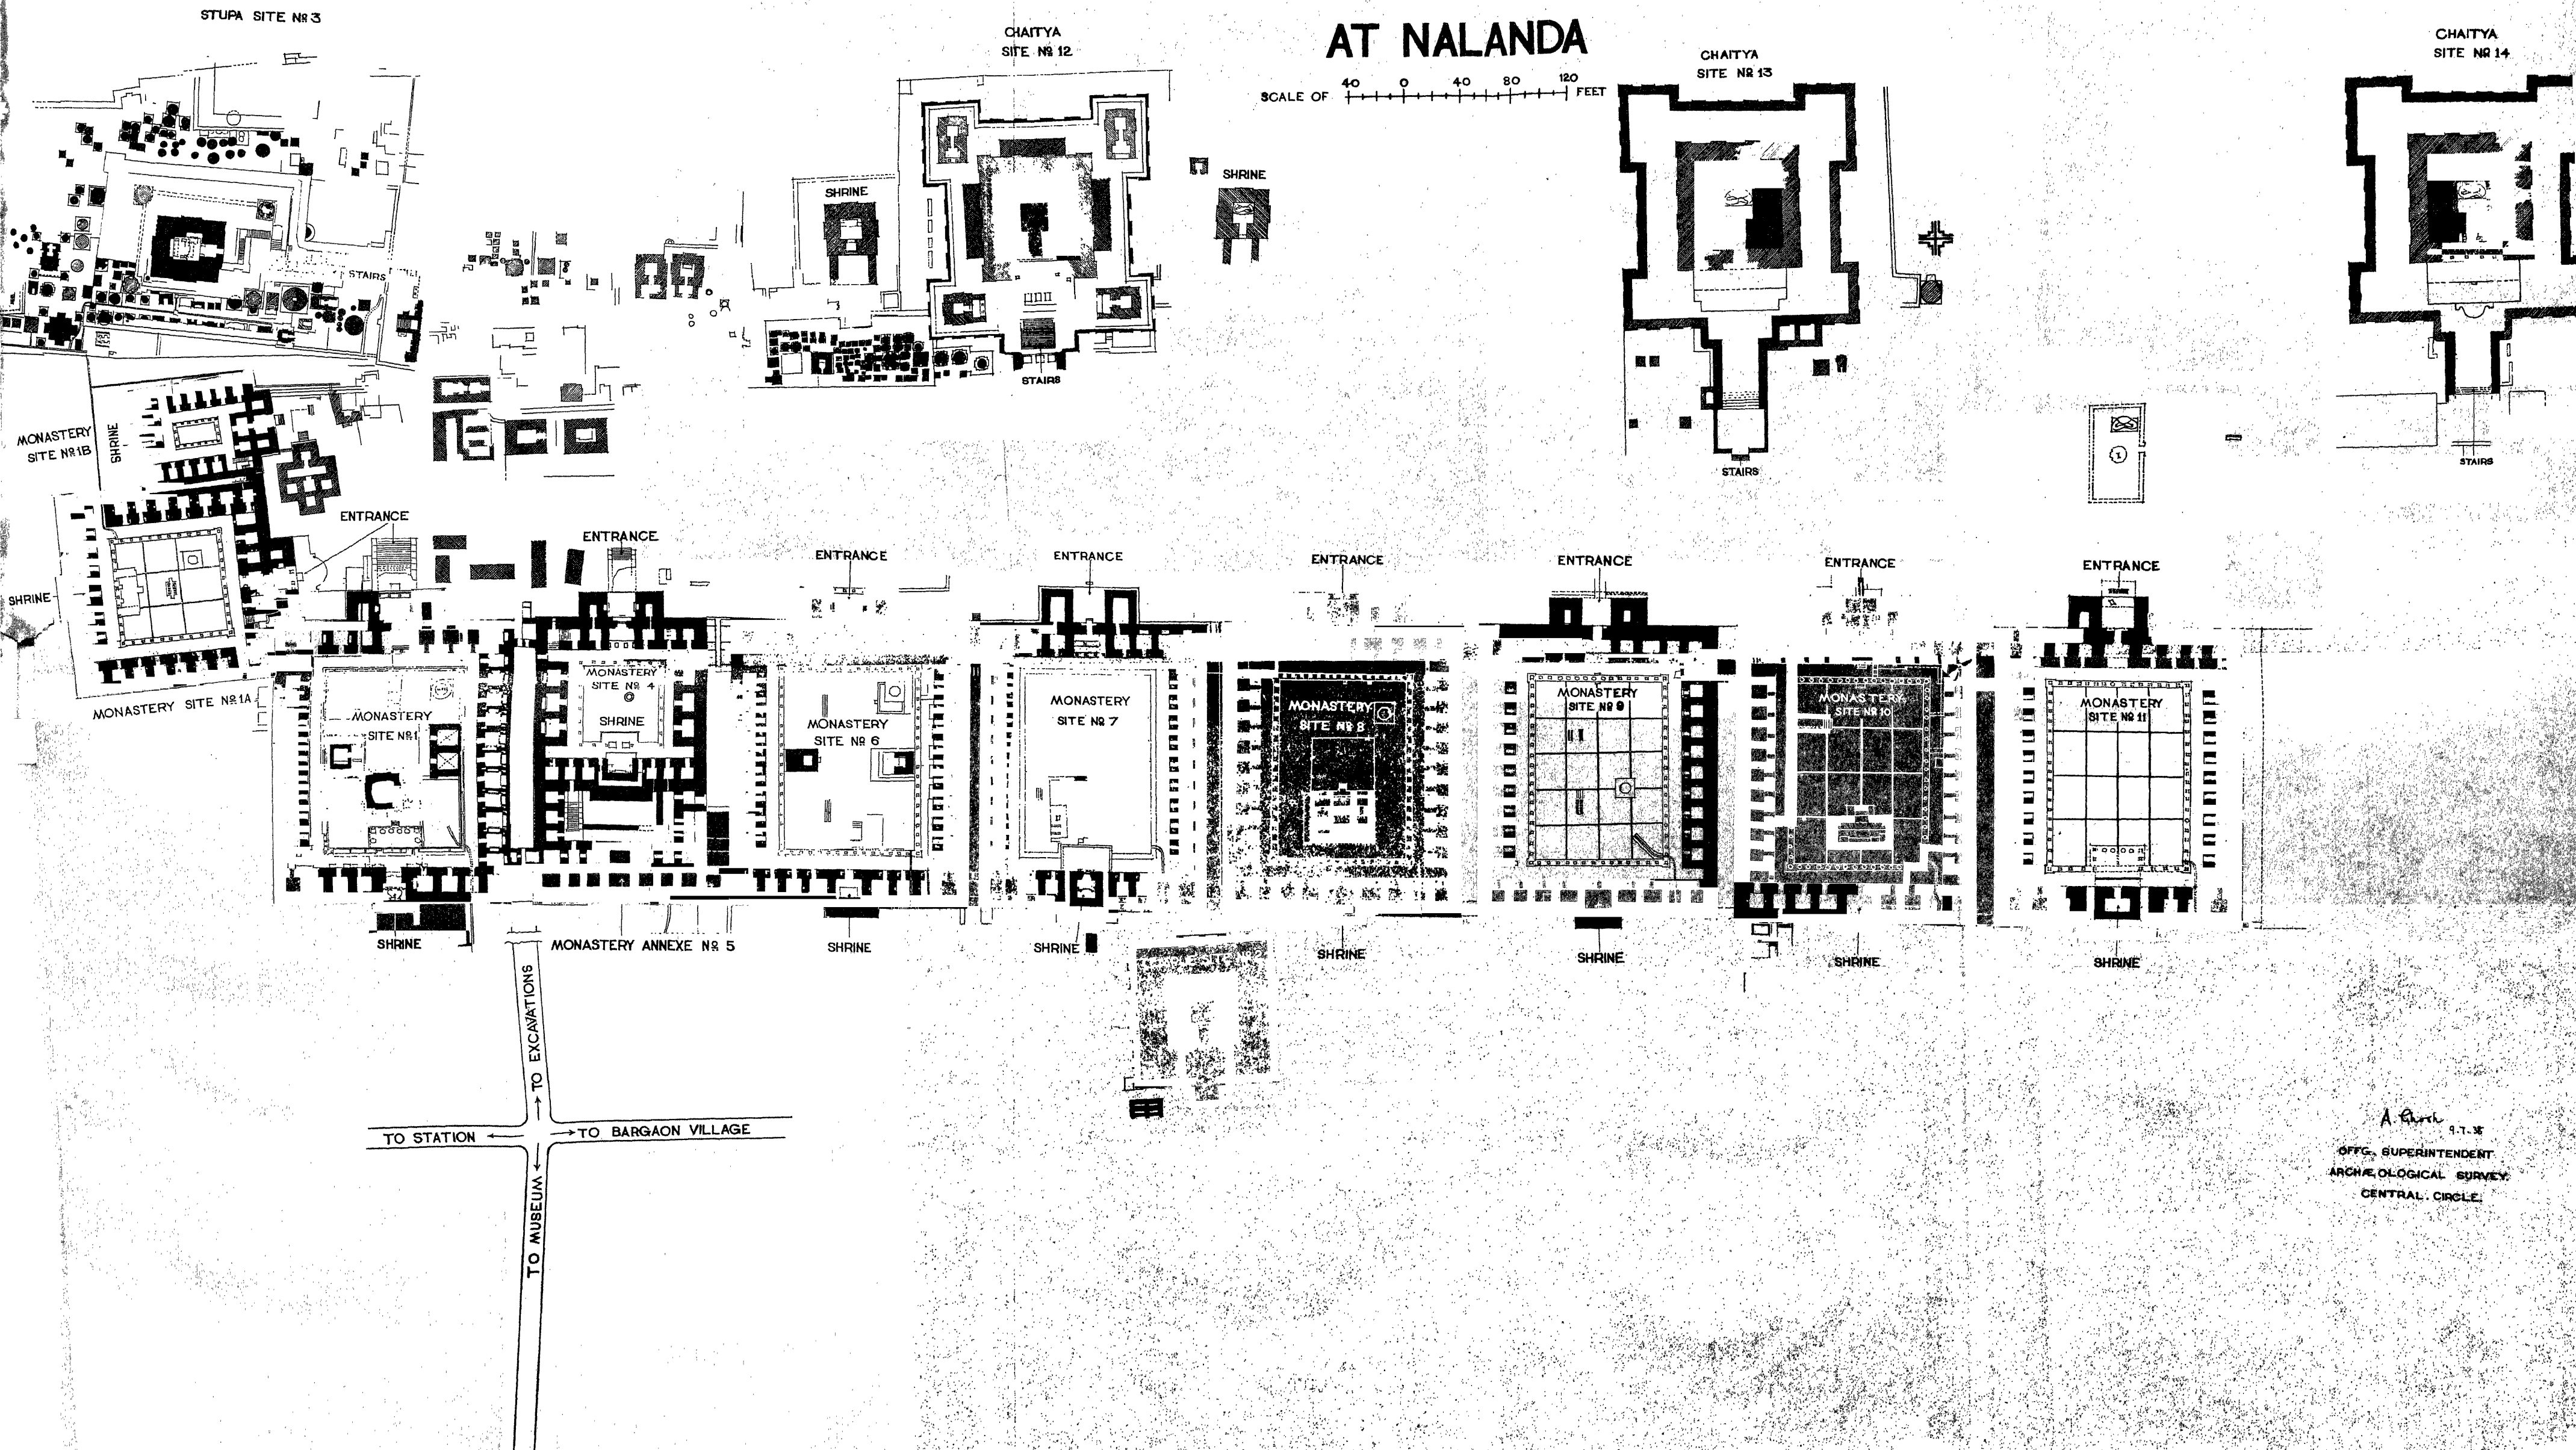 STUPA SITE No 3
CHAITYA
SITE No 12
AT NALANDA
SCALE OF 40 0 40 80 120 FEET
CHAITYA
SITE No 13
CHAITYA
SITE No 14
SHRINE
SHRINE
STAIRS
STAIRS
STAIRS
STAIRS
MONASTERY
SITE No 1B
SHRINE
ENTRANCE
ENTRANCE
ENTRANCE
ENTRANCE
ENTRANCE
ENTRANCE
ENTRANCE
ENTRANCE
SHRINE
MONASTERY SITE No 1A
MONASTERY
SITE No 1
MONASTERY
SITE No 4
SHRINE
MONASTERY
SITE No 6
MONASTERY
SITE No 7
MONASTERY
SITE No 8
MONASTERY
SITE No 9
MONASTERY
SITE No 10
MONASTERY
SITE No 11
SHRINE
MONASTERY ANNEXE No 5
SHRINE
SHRINE
SHRINE
SHRINE
SHRINE
SHRINE
TO EXCAVATIONS
TO STATION
TO BARGAON VILLAGE
TO MUSEUM
A. Ghosh
9.7.38
OFFG. SUPERINTENDENT
ARCHÆOLOGICAL SURVEY
CENTRAL CIRCLE.